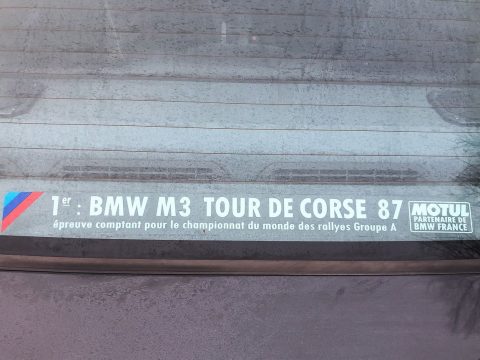 1er : BMW M3 TOUR DE CORSE 87
épreuve comptant pour le championnat du monde des rallyes Groupe A
MOTUL
PARTENAIRE DE
BMW FRANCE